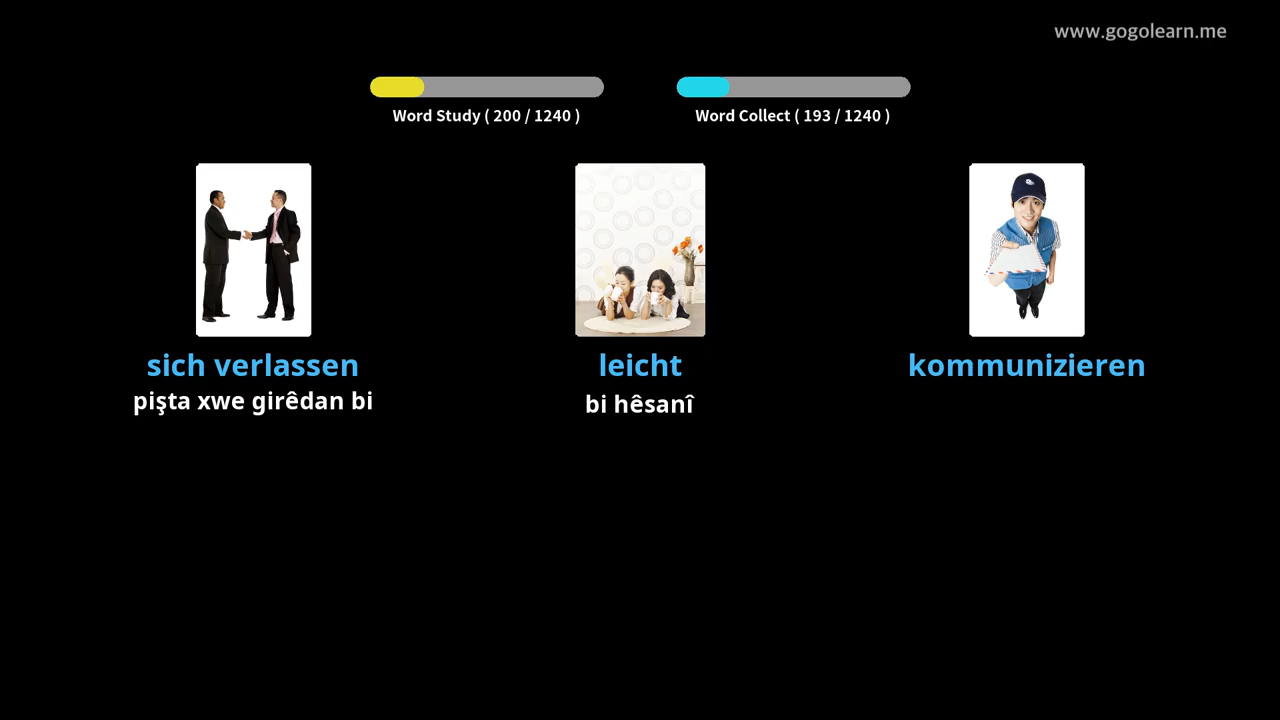 www.gogolearn.me
Word Study ( 200 / 1240 )
Word Collect ( 193 / 1240 )
sich verlassen
pişta xwe girêdan bi
leicht
bi hêsanî
kommunizieren